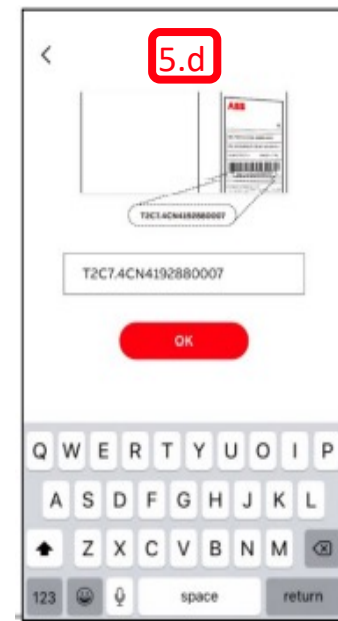 5.d
ABB
T2C7.4CN4192880007
T2C7.4CN4192880007
OK
Q W E R T Y U O I P
A S D F G H J K L
Z X C V B N M
123 space return